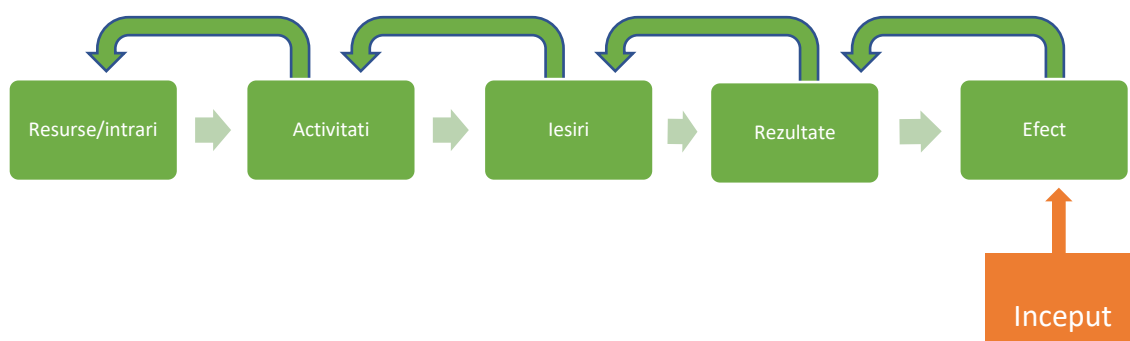 Resurse/intrari
Activitati
Iesiri
Rezultate
Efect
Inceput